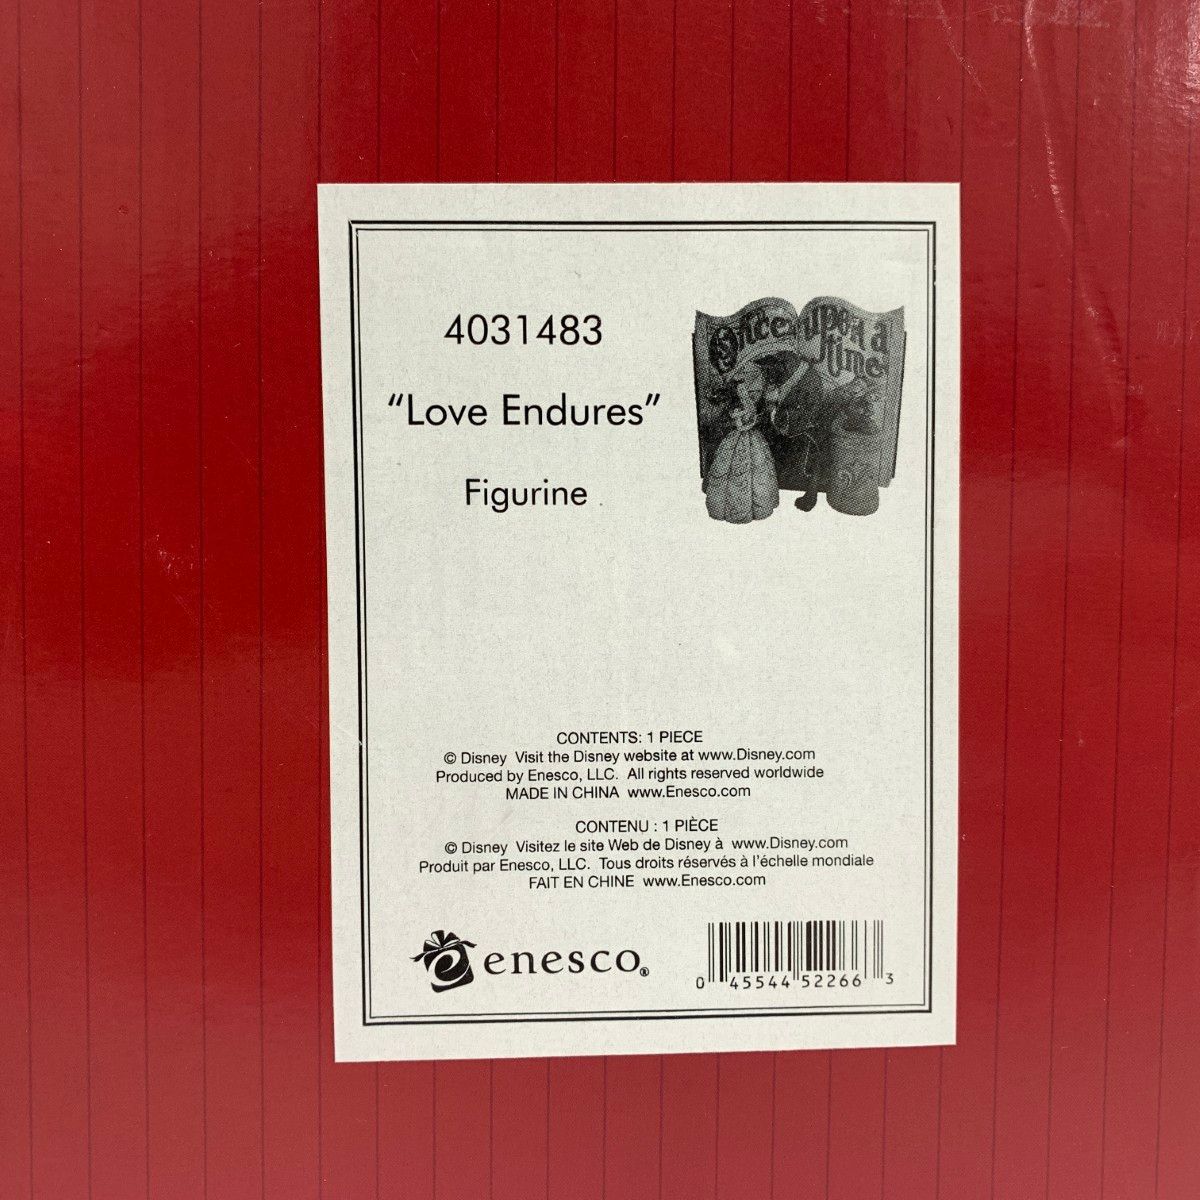 4031483
“Love Endures”
Figurine
Once upon a
time
CONTENTS: 1 PIECE
© Disney Visit the Disney website at www.Disney.com
Produced by Enesco, LLC. All rights reserved worldwide
MADE IN CHINA www.Enesco.com
CONTENU : 1 PIÈCE
© Disney Visitez le site Web de Disney à www.Disney.com
Produit par Enesco, LLC. Tous droits réservés à l'échelle mondiale
FAIT EN CHINE www.Enesco.com
enesco®
0 45544 52266 3